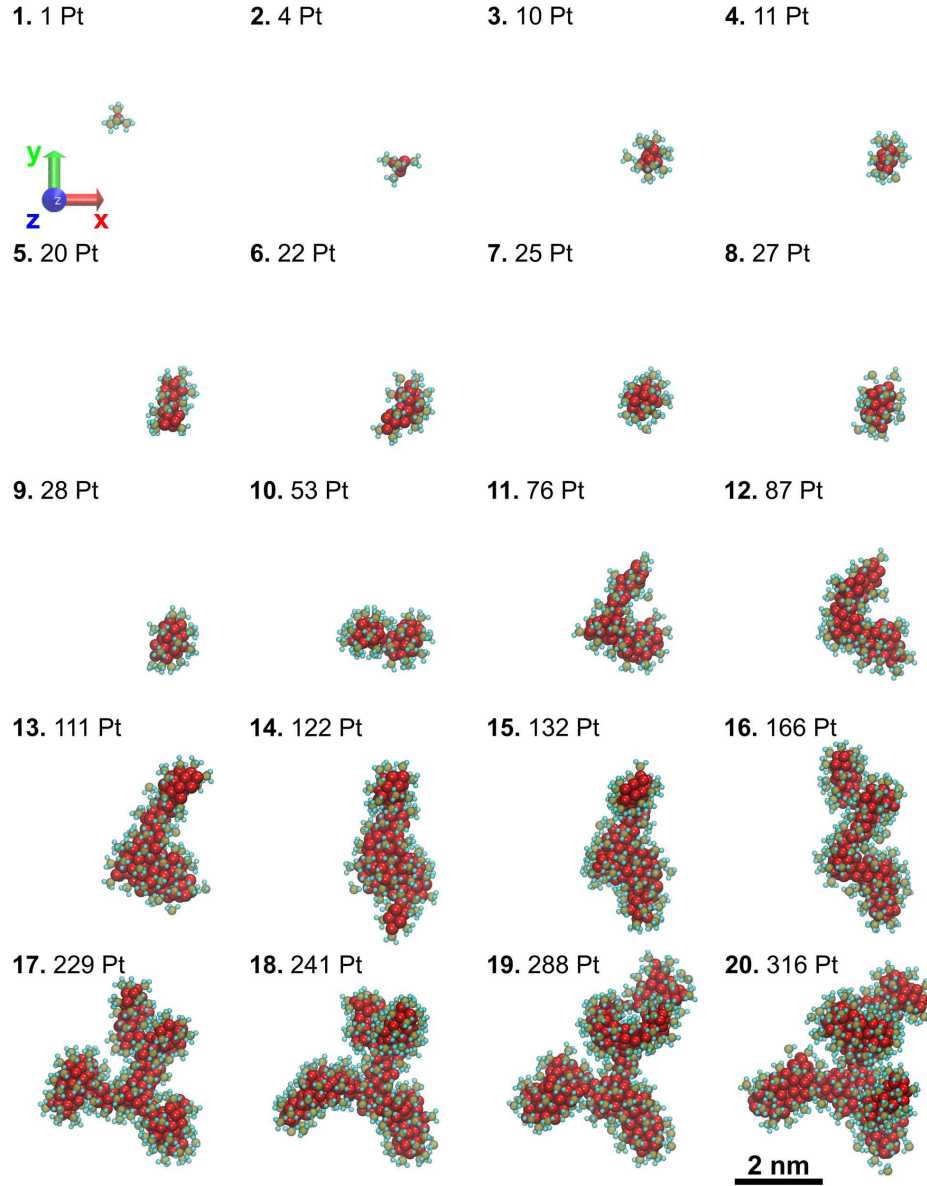 1. 1 Pt
2. 4 Pt
3. 10 Pt
4. 11 Pt
y
z
z
x
5. 20 Pt
6. 22 Pt
7. 25 Pt
8. 27 Pt
9. 28 Pt
10. 53 Pt
11. 76 Pt
12. 87 Pt
13. 111 Pt
14. 122 Pt
15. 132 Pt
16. 166 Pt
17. 229 Pt
18. 241 Pt
19. 288 Pt
20. 316 Pt
2 nm